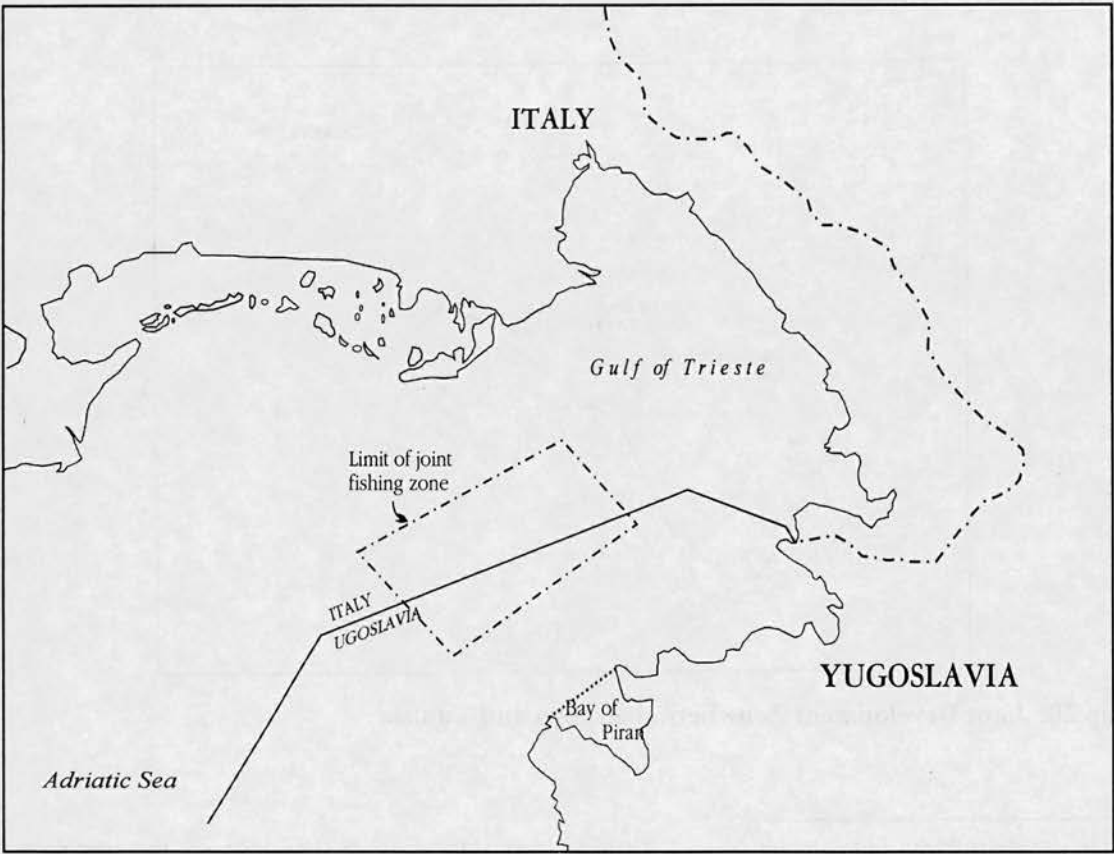 ITALY
Gulf of Trieste
Limit of joint
fishing zone
ITALY
UGOSLAVIA
YUGOSLAVIA
Bay of
Piran
Adriatic Sea